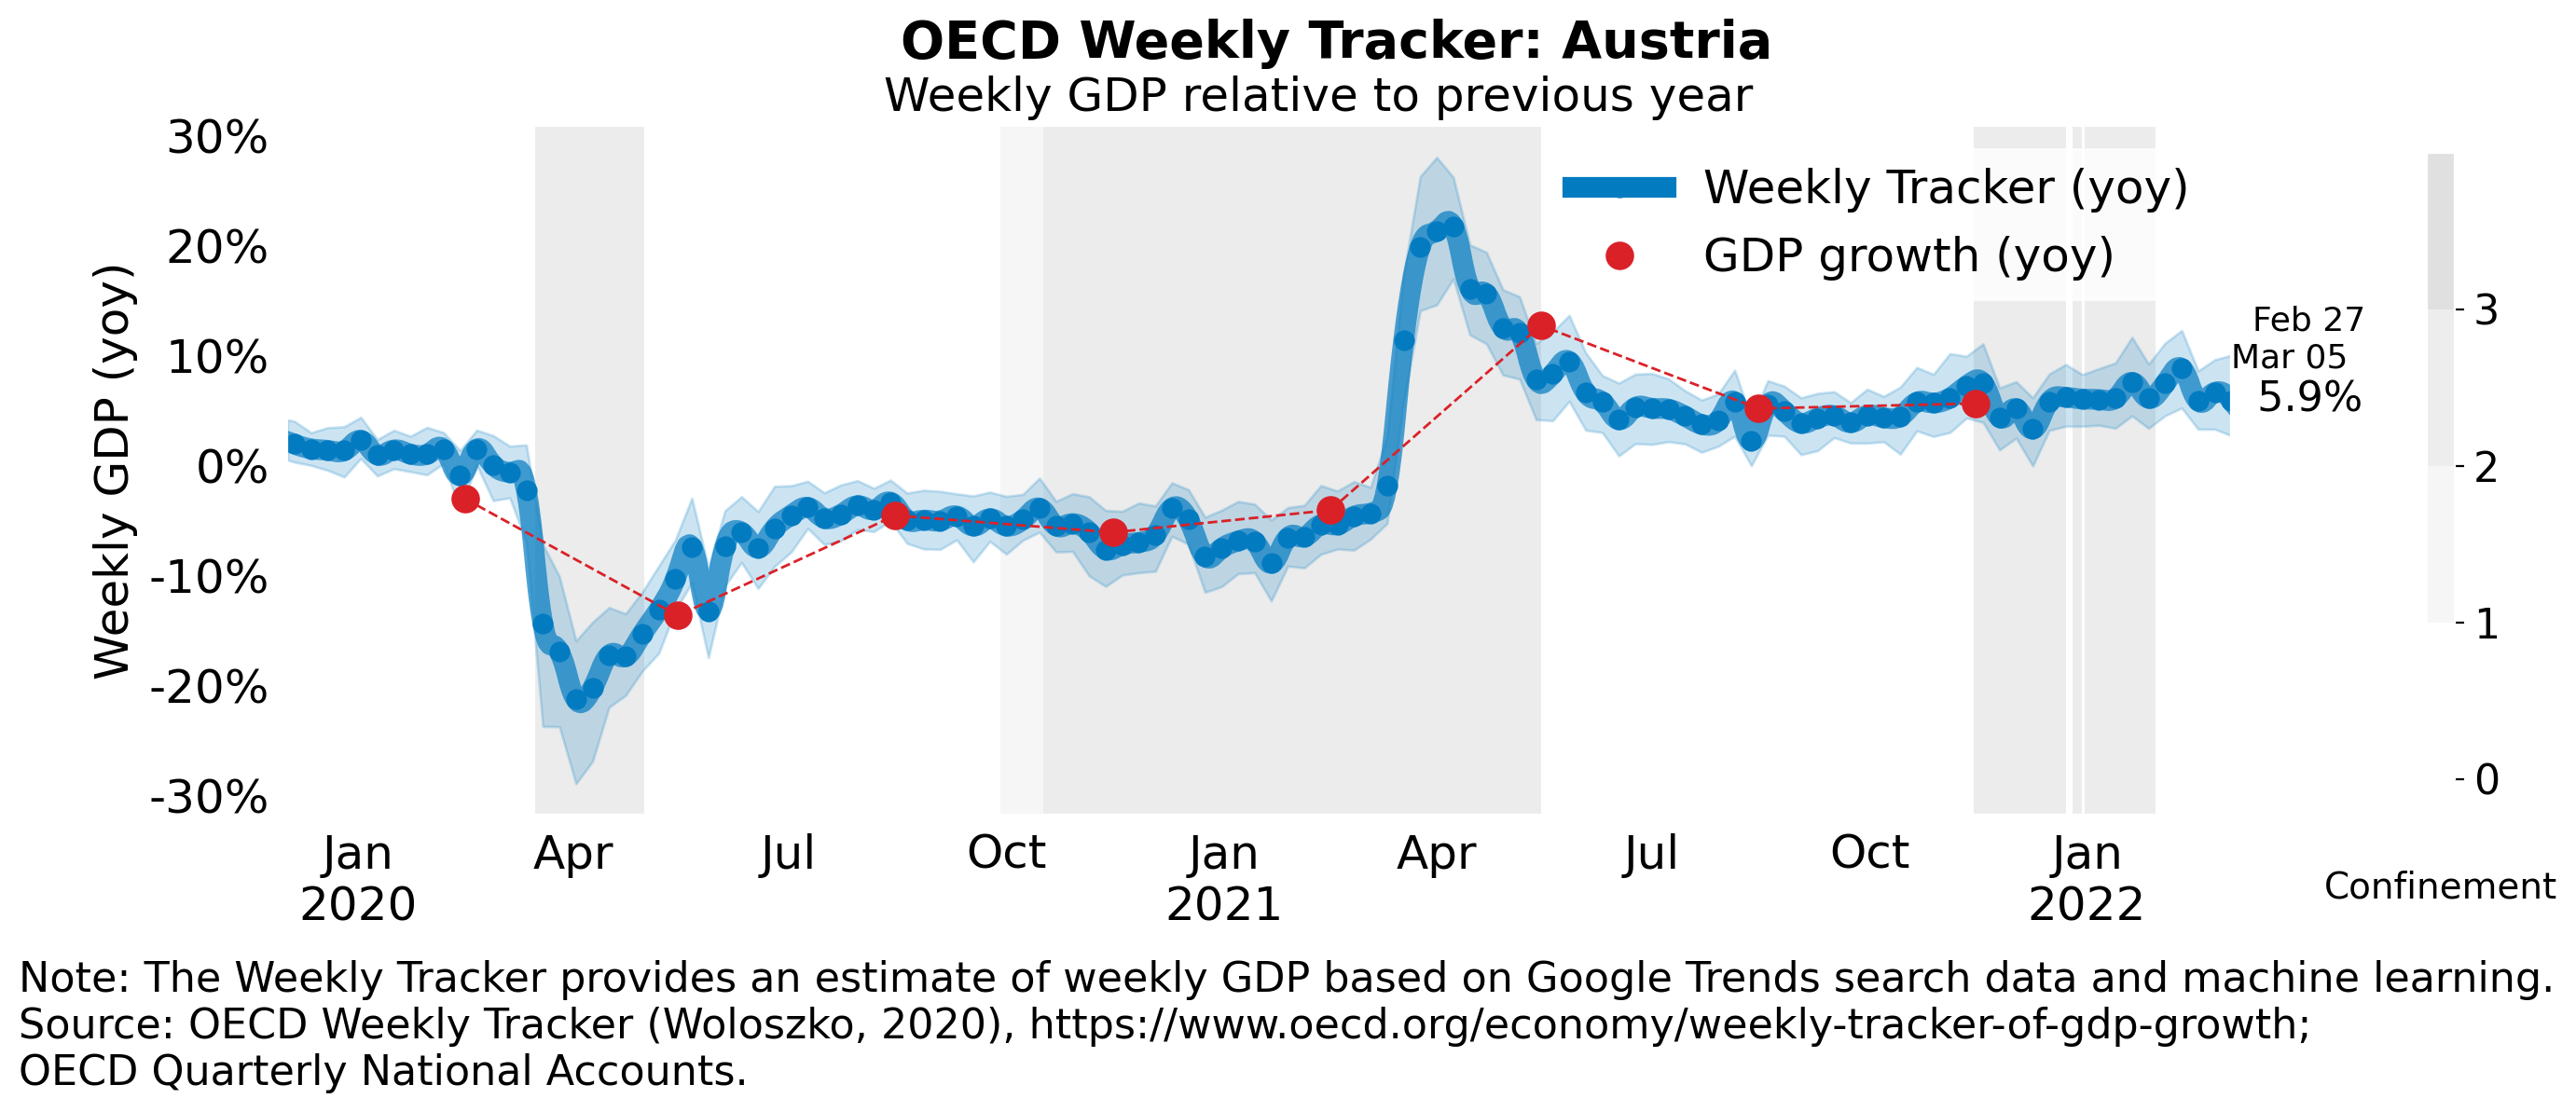 OECD Weekly Tracker: Austria
Weekly GDP relative to previous year
Weekly GDP (yoy)
30%
20%
10%
0%
-10%
-20%
-30%
Weekly Tracker (yoy)
GDP growth (yoy)
Feb 27
Mar 05
5.9%
3
2
1
0
Jan Apr Jul Oct Jan Apr Jul Oct Jan
2020 2021 2022
Confinement
Note: The Weekly Tracker provides an estimate of weekly GDP based on Google Trends search data and machine learning.
Source: OECD Weekly Tracker (Woloszko, 2020), https://www.oecd.org/economy/weekly-tracker-of-gdp-growth;
OECD Quarterly National Accounts.